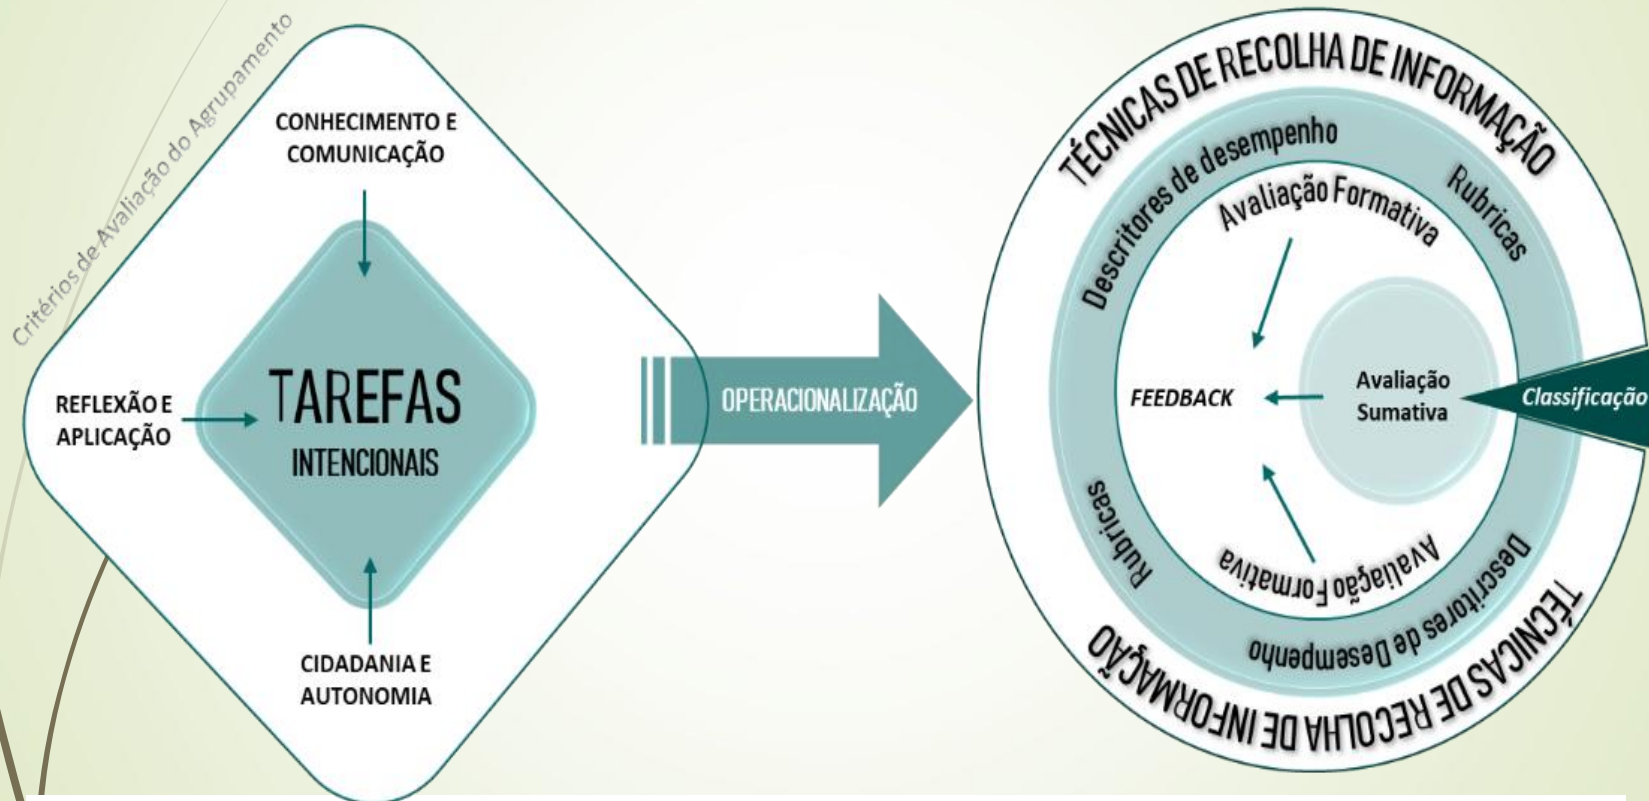 Critérios de Avaliação do Agrupamento
CONHECIMENTO E
COMUNICAÇÃO
REFLEXÃO E
APLICAÇÃO
TAREFAS
INTENCIONAIS
CIDADANIA E
AUTONOMIA
OPERACIONALIZAÇÃO
TÉCNICAS DE RECOLHA DE INFORMAÇÃO
Descritores de desempenho
Rubricas
Avaliação Formativa
FEEDBACK
Avaliação
Sumativa
Classificação
Avaliação Formativa
Rubricas
Descritores de Desempenho
TÉCNICAS DE RECOLHA DE INFORMAÇÃO